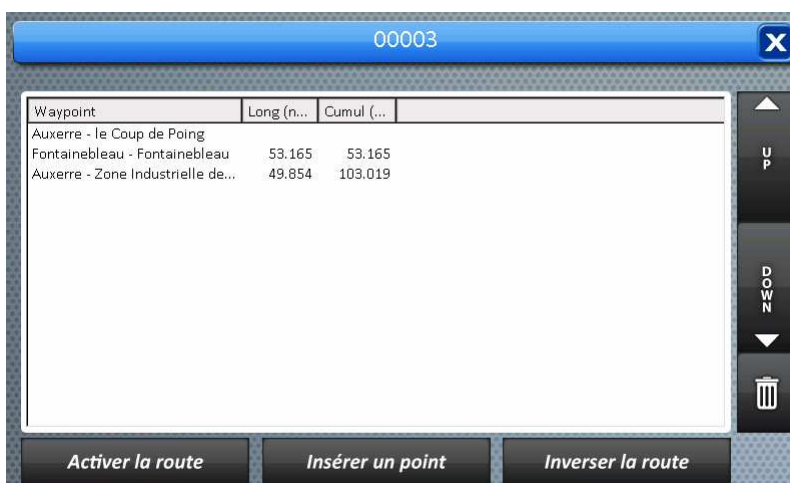 00003
X
Waypoint Long (n... Cumul (...
Auxerre - le Coup de Poing
Fontainebleau - Fontainebleau 53.165 53.165
Auxerre - Zone Industrielle de... 49.854 103.019
UP
DOWN
Activer la route Insérer un point Inverser la route